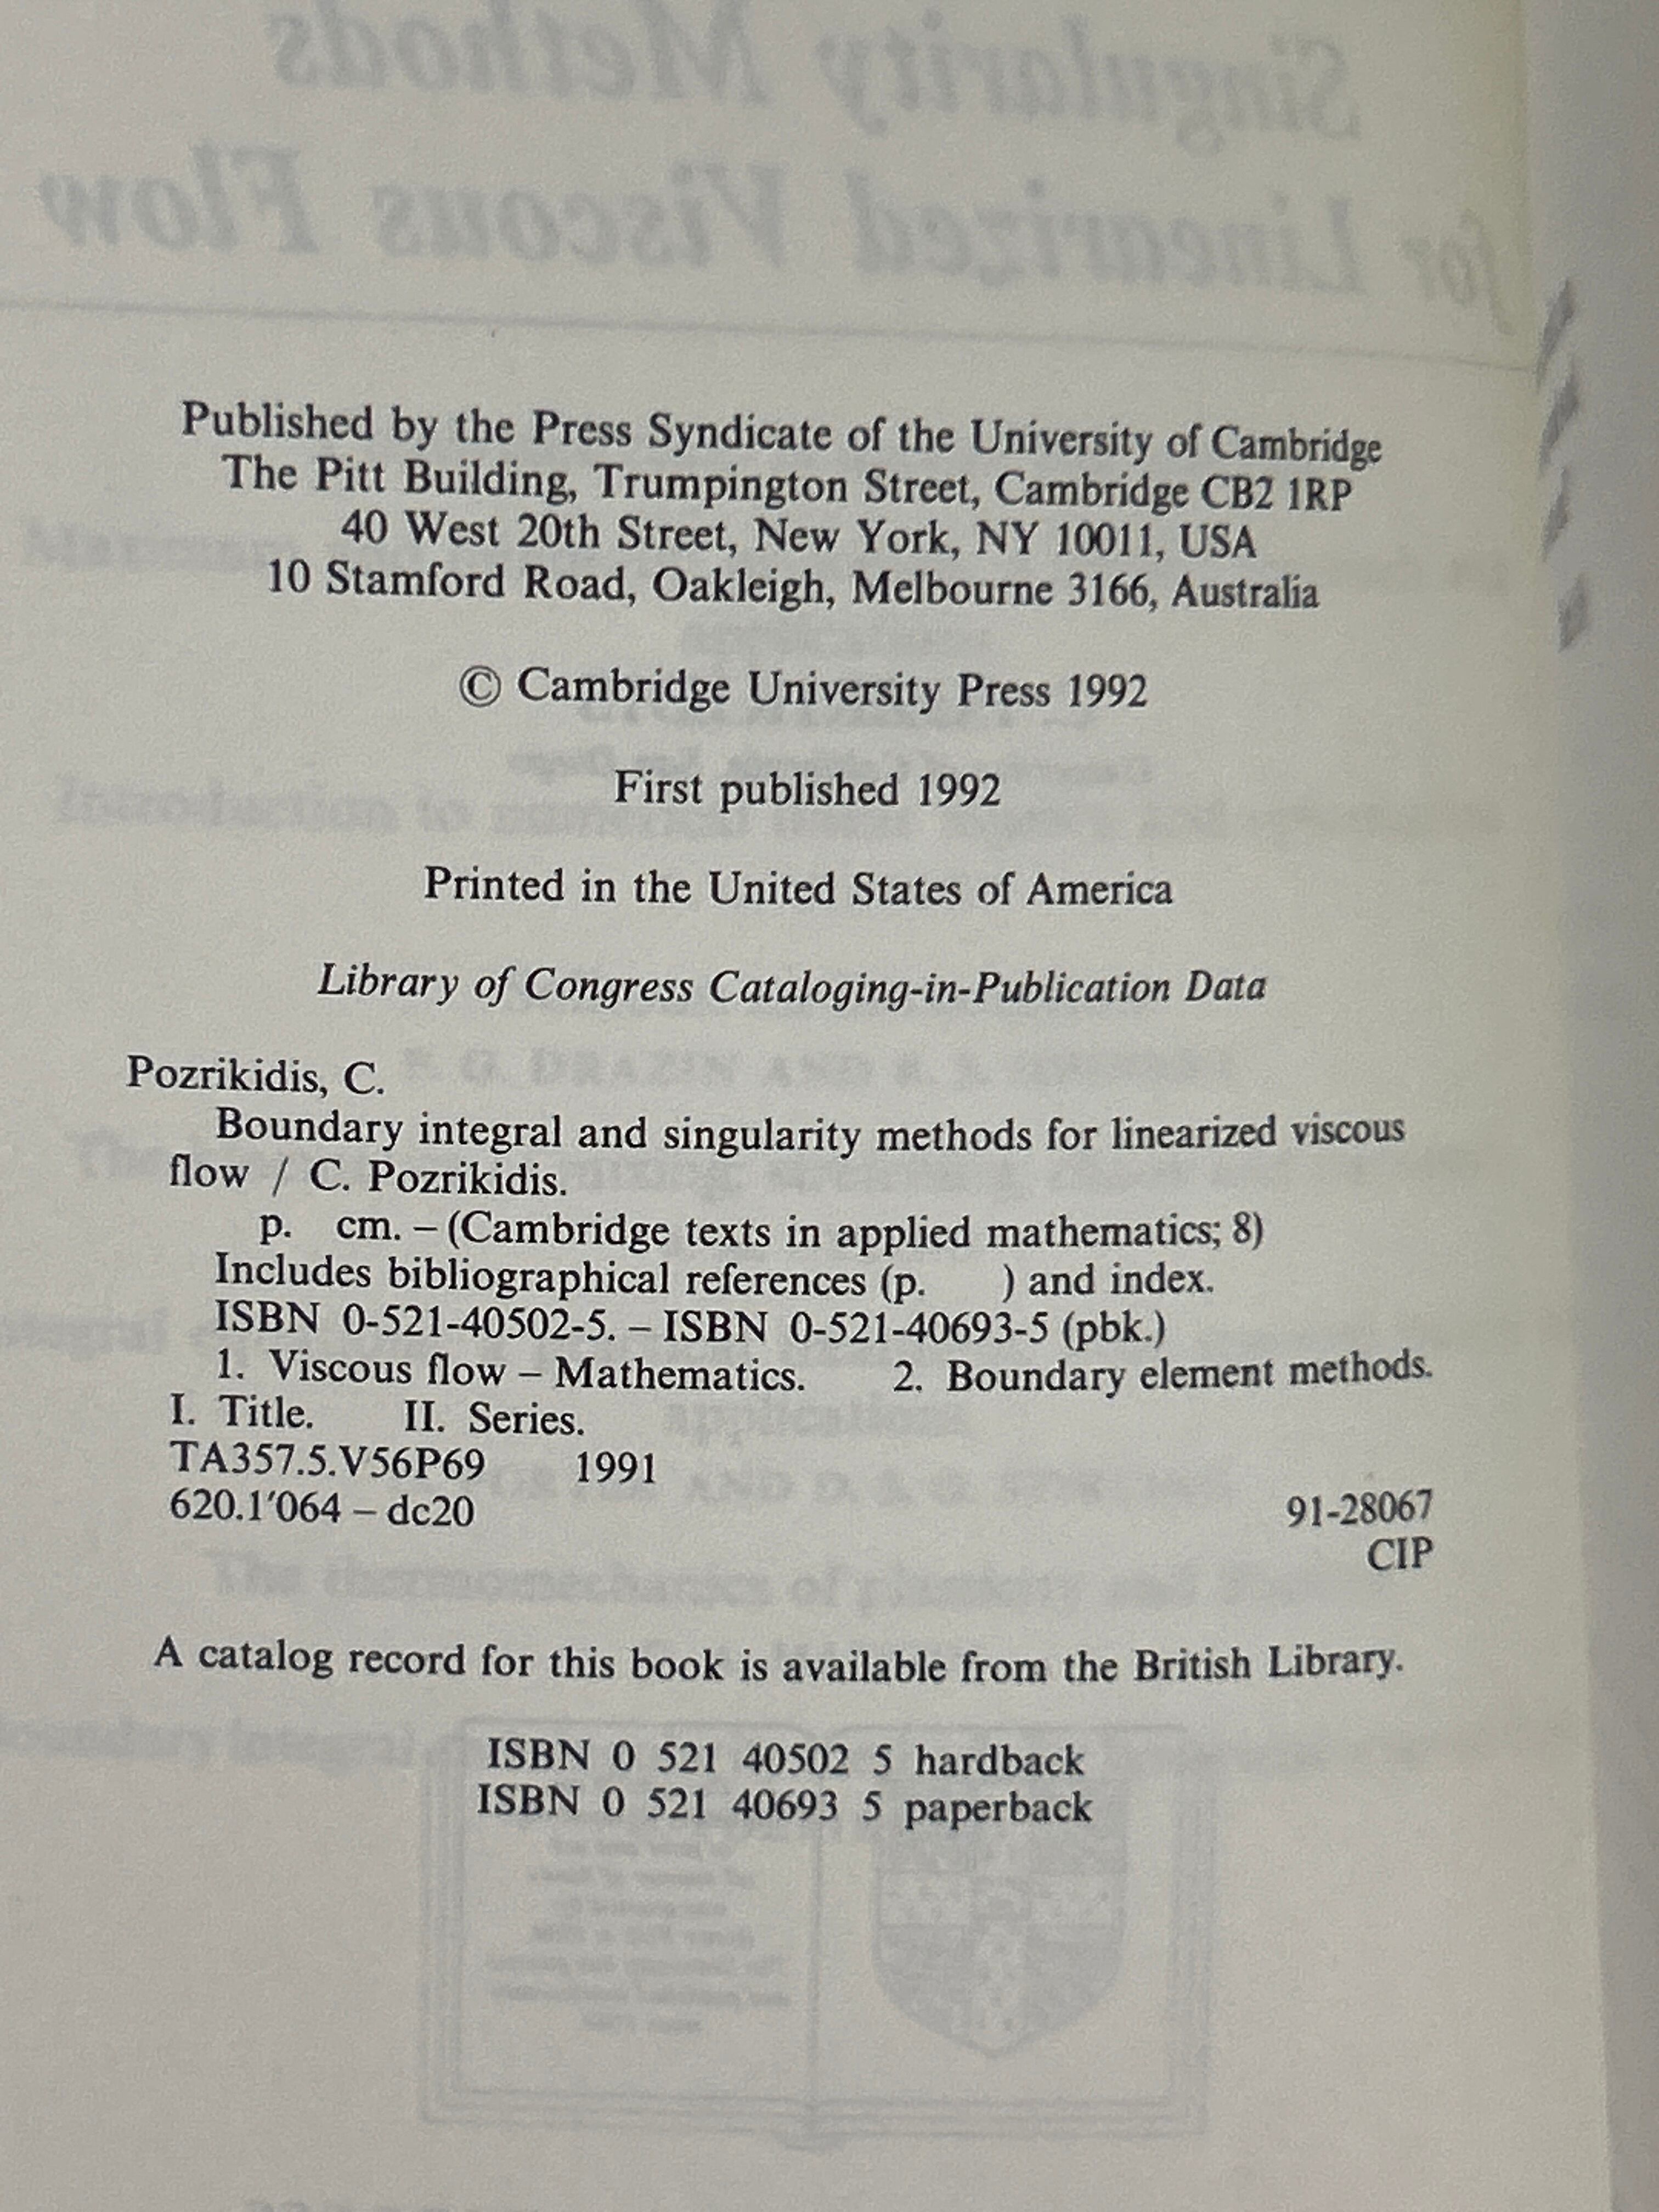 Singularity Methods
for Linearized Viscous Flow
Published by the Press Syndicate of the University of Cambridge
The Pitt Building, Trumpington Street, Cambridge CB2 1RP
40 West 20th Street, New York, NY 10011, USA
10 Stamford Road, Oakleigh, Melbourne 3166, Australia
© Cambridge University Press 1992
First published 1992
Printed in the United States of America
Library of Congress Cataloging-in-Publication Data
Pozrikidis, C.
Boundary integral and singularity methods for linearized viscous
flow / C. Pozrikidis.
p. cm. – (Cambridge texts in applied mathematics; 8)
Includes bibliographical references (p. ) and index.
ISBN 0-521-40502-5. – ISBN 0-521-40693-5 (pbk.)
1. Viscous flow – Mathematics. 2. Boundary element methods.
I. Title. II. Series.
TA357.5.V56P69 1991
620.1′064 – dc20 91-28067
CIP
A catalog record for this book is available from the British Library.
ISBN 0 521 40502 5 hardback
ISBN 0 521 40693 5 paperback